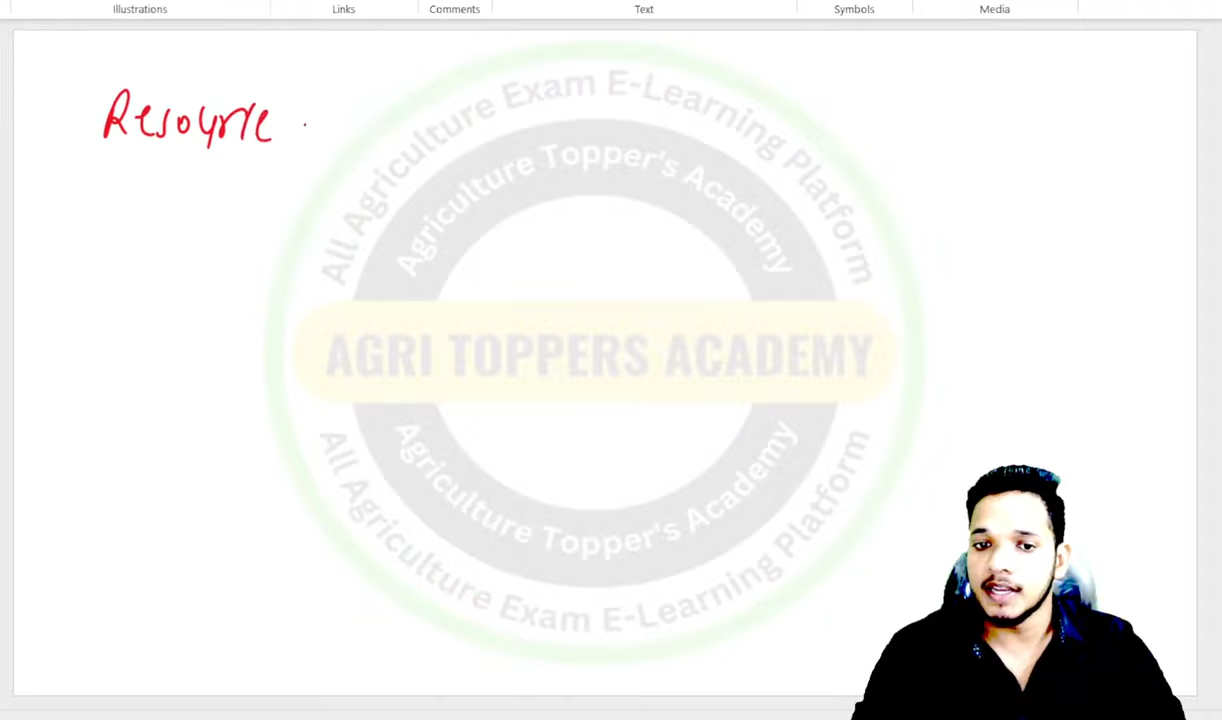 Illustrations Links Comments Text Symbols Media
Resource
All Agriculture Exam E-Learning Platform
Agriculture Topper's Academy
AGRI TOPPERS ACADEMY
Agriculture Topper's Academy
All Agriculture Exam E-Learning Platform